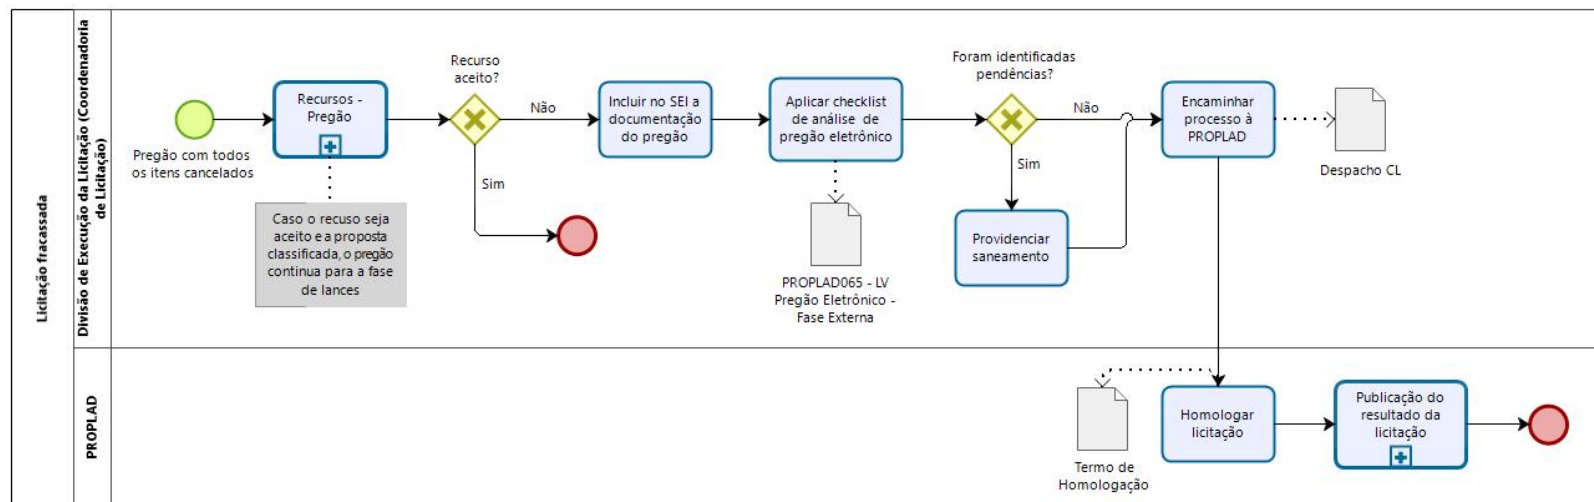 Licitação fracassada
Divisão de Execução da Licitação (Coordenadoria
de Licitação)
Pregão com todos
os itens cancelados
Recursos -
Pregão
Caso o recuso seja
aceito e a proposta
classificada, o pregão
continua para a fase
de lances
Recurso
aceito?
Não
Sim
Incluir no SEI a
documentação
do pregão
Aplicar checklist
de análise de
pregão eletrônico
PROPLAD065 - LV
Pregão Eletrônico -
Fase Externa
Foram identificadas
pendências?
Não
Sim
Providenciar
saneamento
Encaminhar
processo à
PROPLAD
Despacho CL
PROPLAD
Termo de
Homologação
Homologar
licitação
Publicação do
resultado da
licitação